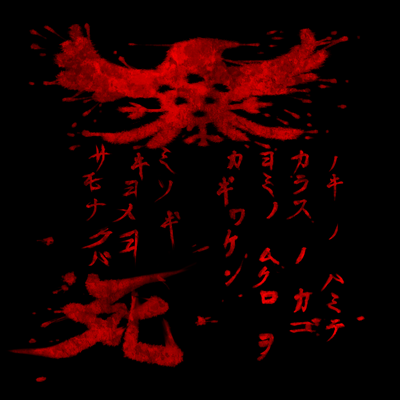 ノキ ノ ハミテ
カラス ノ カゴ
ヨミノ ムクロ ヲ
カギワケン
ミソギ
キヨメヨ
サモナクバ
死